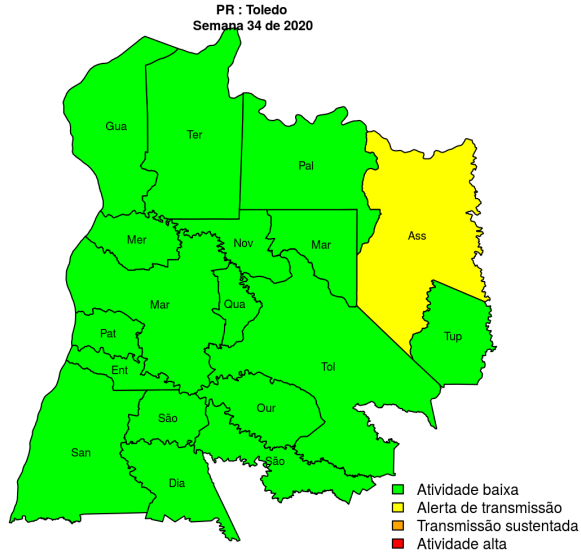 PR : Toledo
Semana 34 de 2020
Gua
Ter
Pal
Mer
Nov
Mar
Ass
Mar
Qua
Pat
Tup
Ent
Tol
São
Our
San
São
Dia
Atividade baixa
Alerta de transmissão
Transmissão sustentada
Atividade alta